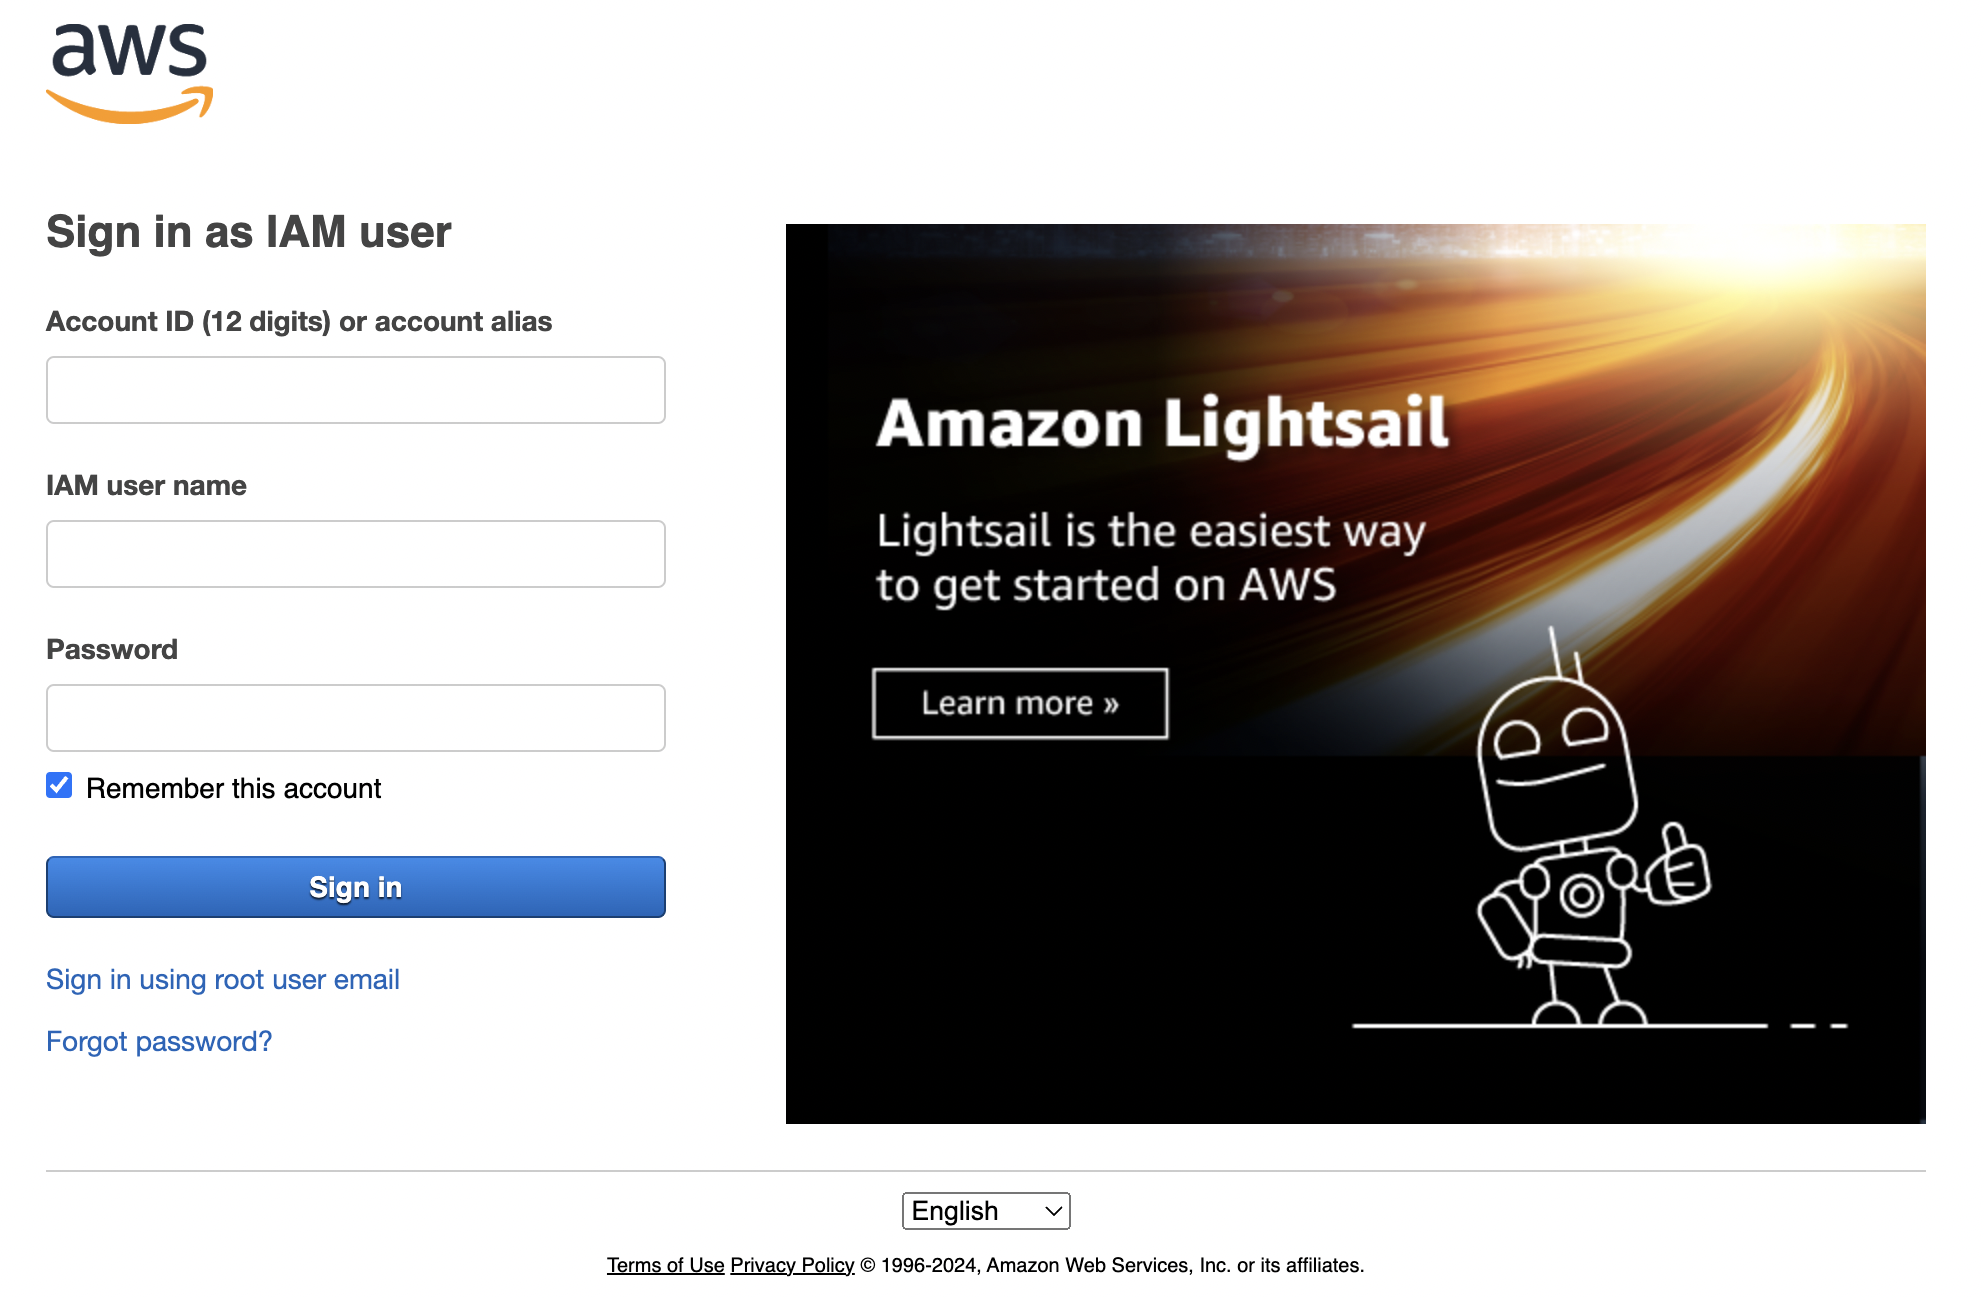 aws
Sign in as IAM user
Account ID (12 digits) or account alias
IAM user name
Password
Remember this account
Sign in
Sign in using root user email
Forgot password?
Amazon Lightsail
Lightsail is the easiest way
to get started on AWS
Learn more »
English
Terms of Use Privacy Policy © 1996-2024, Amazon Web Services, Inc. or its affiliates.